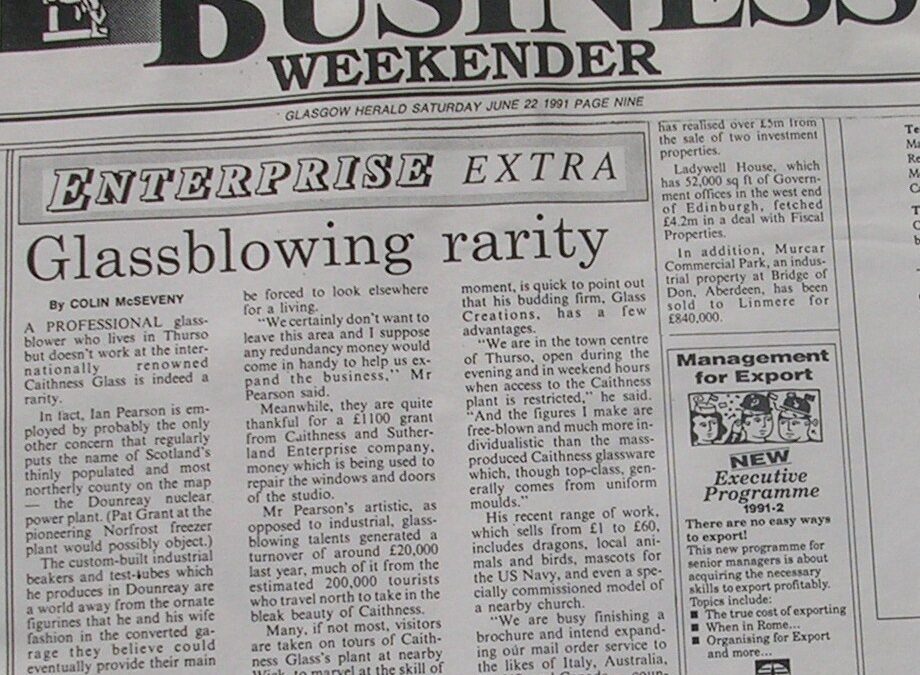 BUSINESS
WEEKENDER
GLASGOW HERALD SATURDAY JUNE 22 1991 PAGE NINE
ENTERPRISE EXTRA
Glassblowing rarity
By COLIN McSEVENY
A PROFESSIONAL glass-
blower who lives in Thurso
but doesn't work at the inter-
nationally renowned
Caithness Glass is indeed a
rarity.
In fact, Ian Pearson is em-
ployed by probably the only
other concern that regularly
puts the name of Scotland's
thinly populated and most
northerly county on the map
— the Dounreay nuclear
power plant. (Pat Grant at the
pioneering Norfrost freezer
plant would possibly object.)
The custom-built industrial
beakers and test-tubes which
he produces in Dounreay are
a world away from the ornate
figurines that he and his wife
fashion in the converted ga-
rage they believe could
eventually provide their main
be forced to look elsewhere
for a living.
"We certainly don't want to
leave this area and I suppose
any redundancy money would
come in handy to help us ex-
pand the business," Mr
Pearson said.
Meanwhile, they are quite
thankful for a £1100 grant
from Caithness and Suther-
land Enterprise company,
money which is being used to
repair the windows and doors
of the studio.
Mr Pearson's artistic, as
opposed to industrial, glass-
blowing talents generated a
turnover of around £20,000
last year, much of it from the
estimated 200,000 tourists
who travel north to take in the
bleak beauty of Caithness.
Many, if not most, visitors
are taken on tours of Caith-
ness Glass's plant at nearby
Wick, to marvel at the skill of
moment, is quick to point out
that his budding firm, Glass
Creations, has a few
advantages.
"We are in the town centre
of Thurso, open during the
evening and in weekend hours
when access to the Caithness
plant is restricted," he said.
"And the figures I make are
free-blown and much more in-
dividualistic than the mass-
produced Caithness glassware
which, though top-class, gen-
erally comes from uniform
moulds."
His recent range of work,
which sells from £1 to £60,
includes dragons, local ani-
mals and birds, mascots for
the US Navy, and even a spe-
cially commissioned model of
a nearby church.
"We are busy finishing a
brochure and intend expand-
ing our mail order service to
the likes of Italy, Australia,
has realised over £5m from
the sale of two investment
properties.
Ladywell House, which
has 52,000 sq ft of Govern-
ment offices in the west end
of Edinburgh, fetched
£4.2m in a deal with Fiscal
Properties.
In addition, Murcar
Commercial Park, an indus-
trial property at Bridge of
Don, Aberdeen, has been
sold to Linmere for
£840,000.
Management
for Export
NEW
Executive
Programme
1991-2
There are no easy ways
to export!
This new programme for
senior managers is about
acquiring the necessary
skills to export profitably.
Topics include:
■ The true cost of exporting
■ When in Rome...
■ Organising for Export
and more...